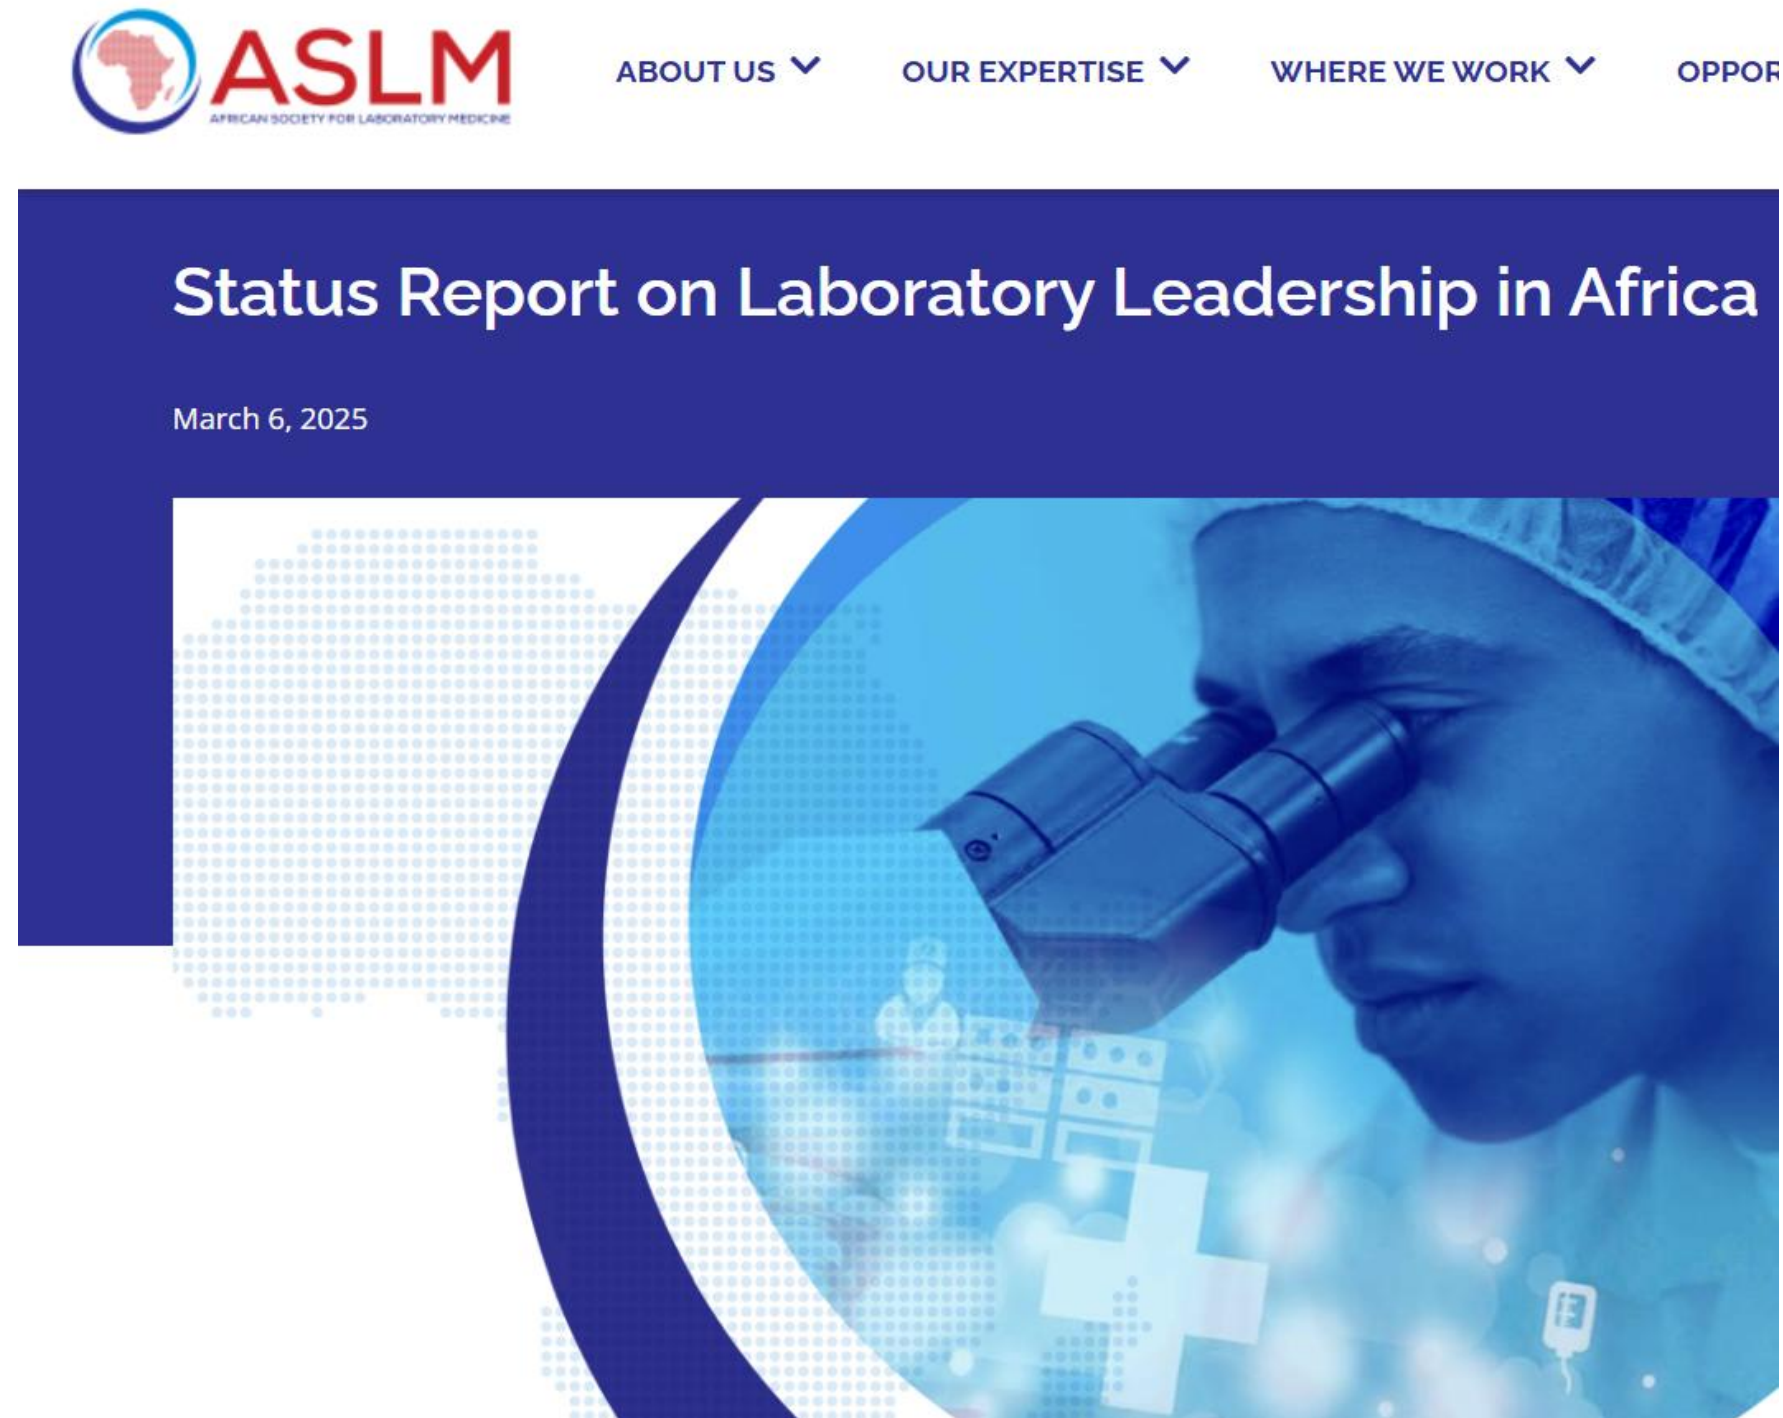 ASLM
AFRICAN SOCIETY FOR LABORATORY MEDICINE
ABOUT US
OUR EXPERTISE
WHERE WE WORK
OPPOR
Status Report on Laboratory Leadership in Africa
March 6, 2025